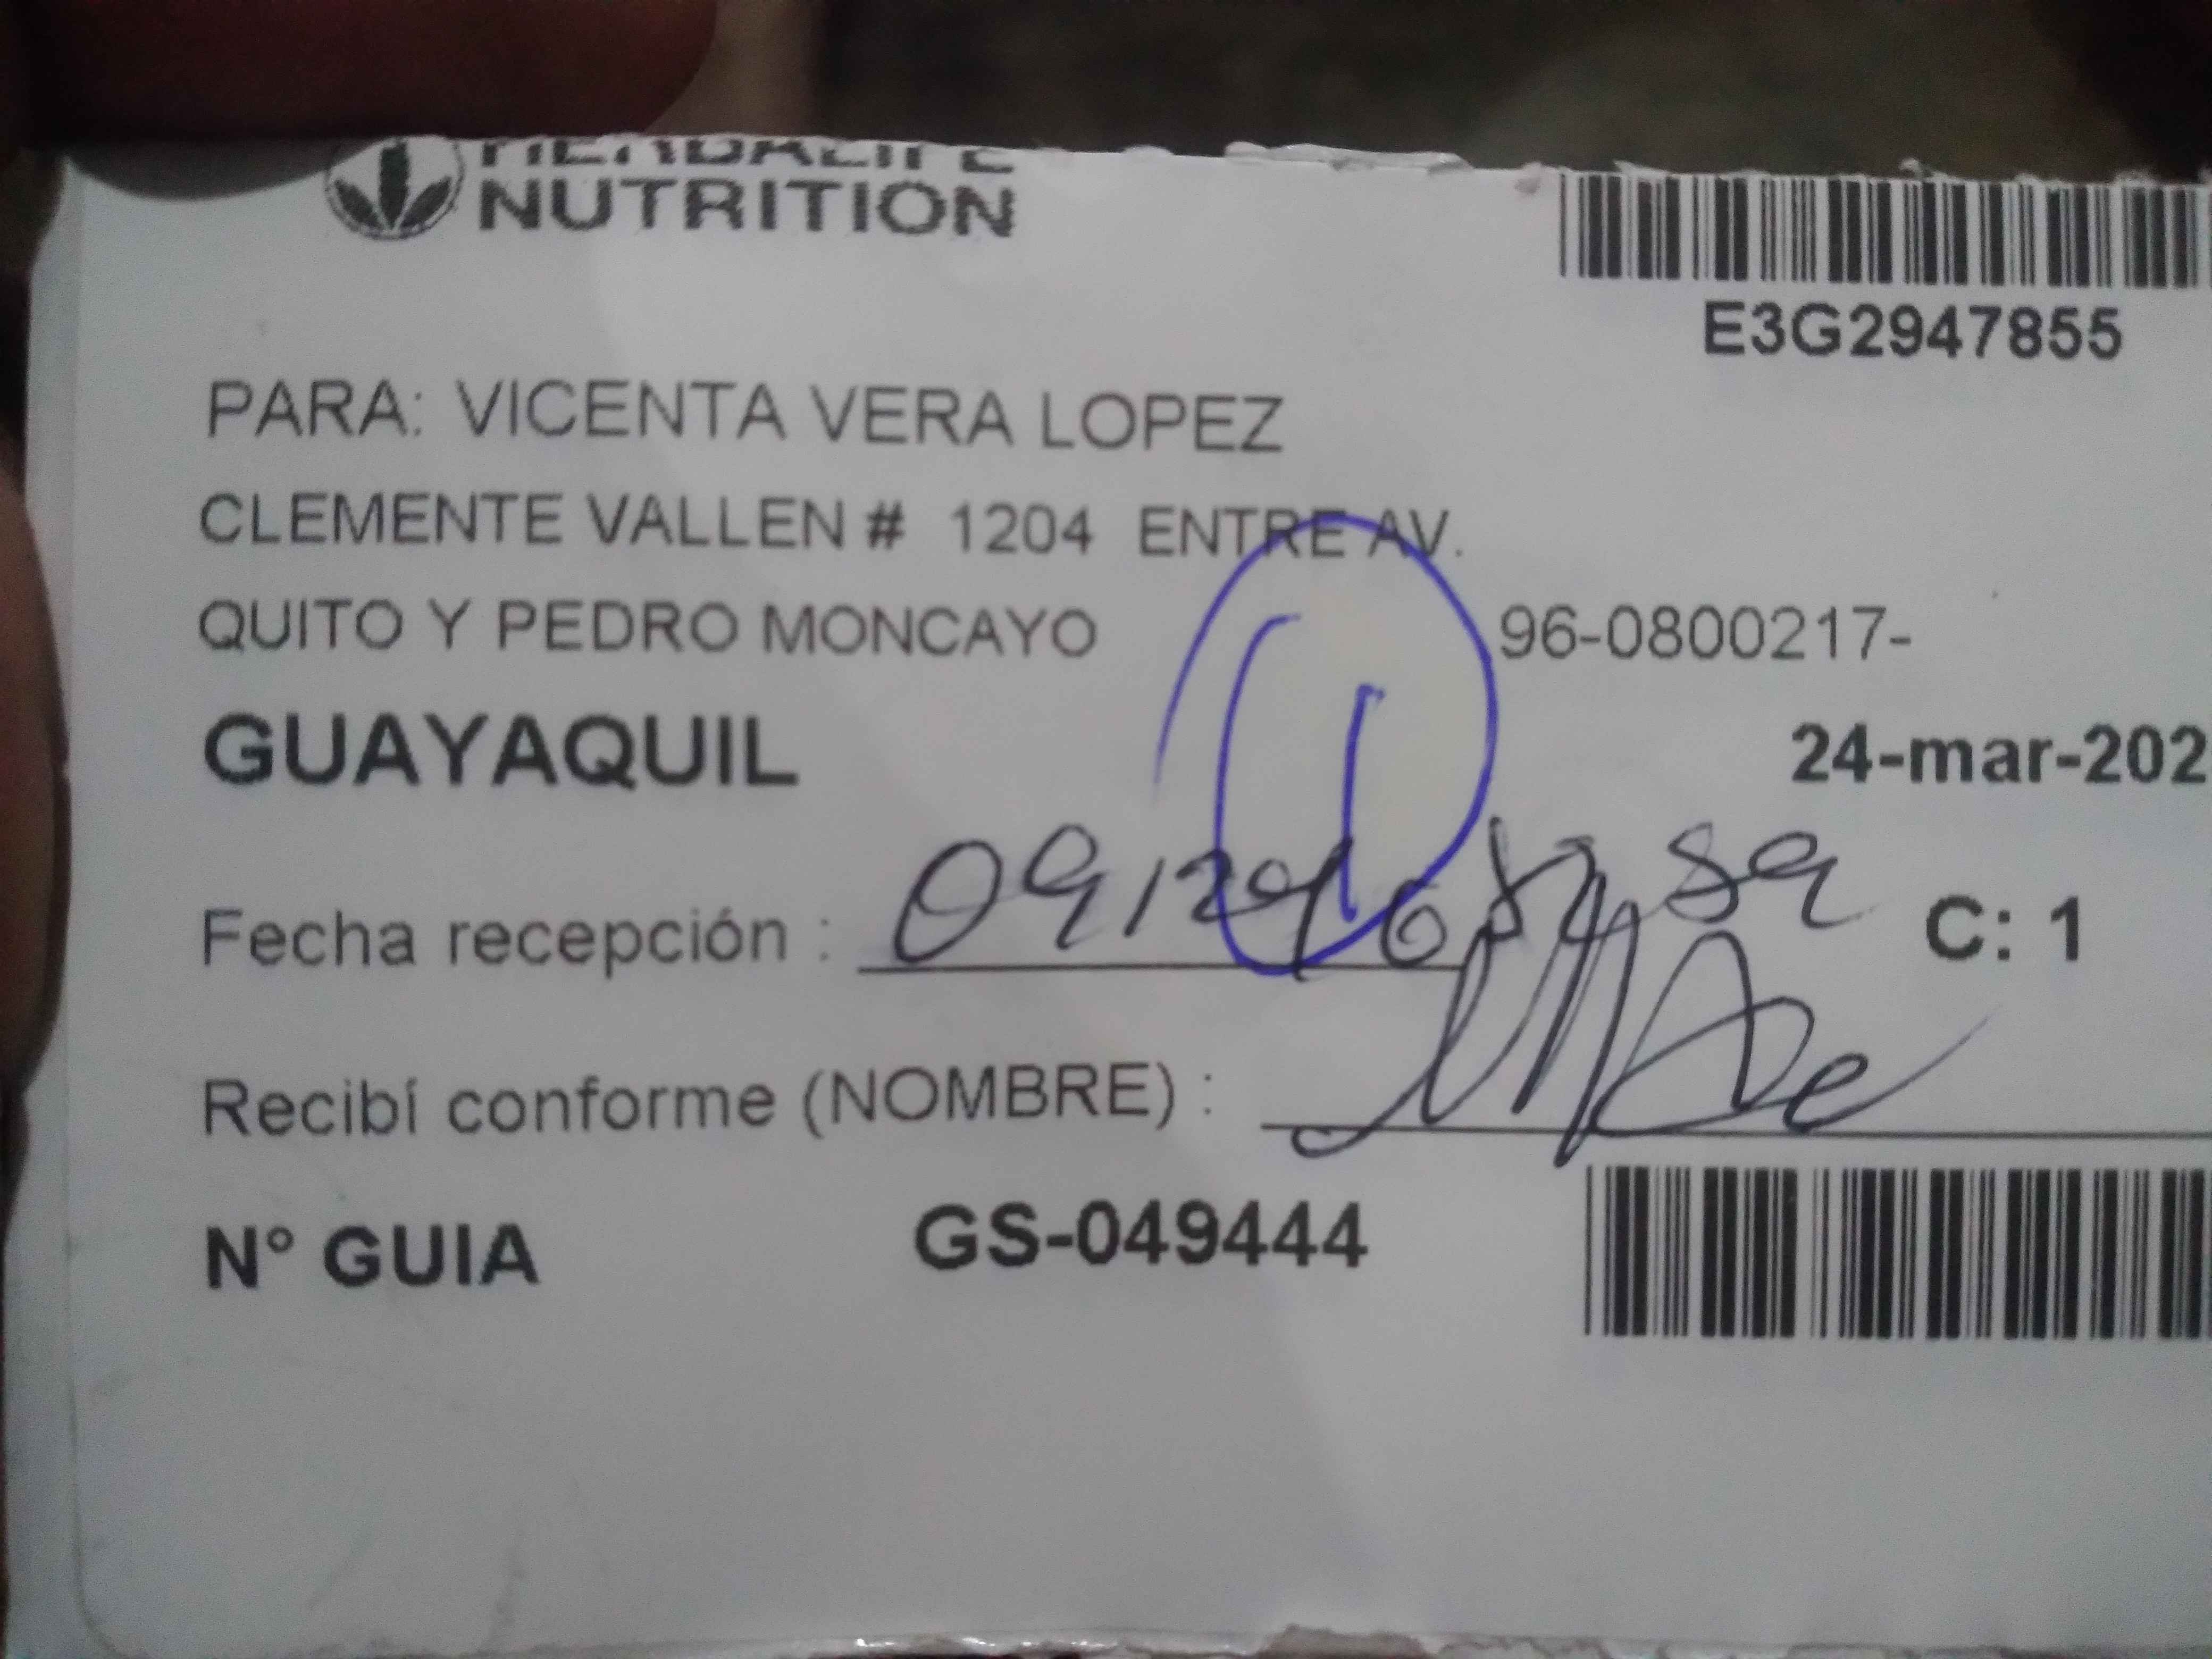 HERBALIFE
NUTRITION
E3G2947855
PARA: VICENTA VERA LOPEZ
CLEMENTE VALLEN # 1204 ENTRE AV.
QUITO Y PEDRO MONCAYO 96-0800217-
GUAYAQUIL 24-mar-202
Fecha recepción : C: 1
Recibí conforme (NOMBRE) :
N° GUIA GS-049444